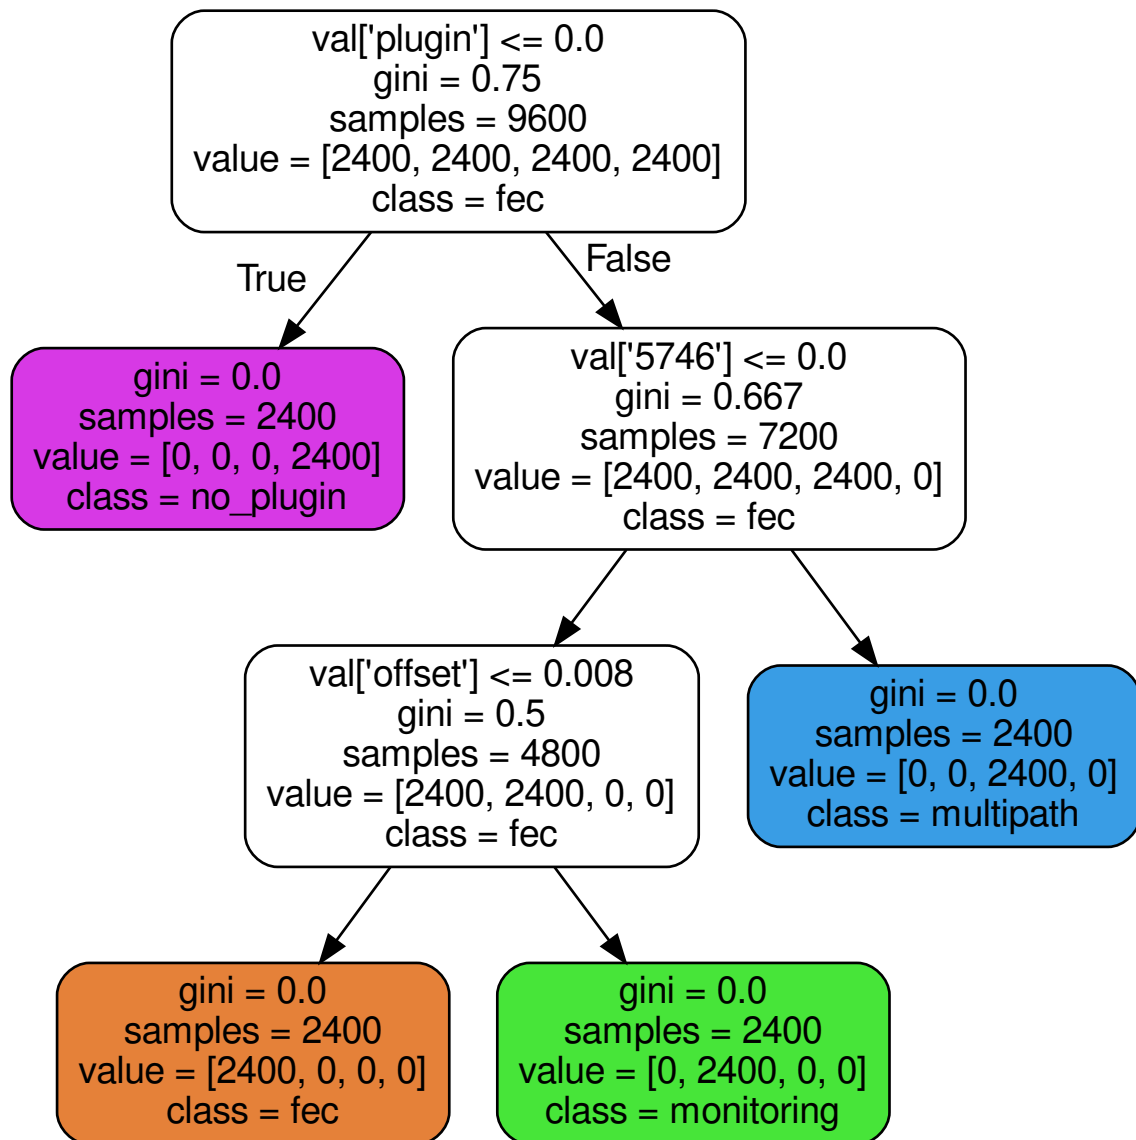 val['plugin'] <= 0.0
gini = 0.75
samples = 9600
value = [2400, 2400, 2400, 2400]
class = fec
True
False
gini = 0.0
samples = 2400
value = [0, 0, 0, 2400]
class = no_plugin
val['5746'] <= 0.0
gini = 0.667
samples = 7200
value = [2400, 2400, 2400, 0]
class = fec
val['offset'] <= 0.008
gini = 0.5
samples = 4800
value = [2400, 2400, 0, 0]
class = fec
gini = 0.0
samples = 2400
value = [0, 0, 2400, 0]
class = multipath
gini = 0.0
samples = 2400
value = [2400, 0, 0, 0]
class = fec
gini = 0.0
samples = 2400
value = [0, 2400, 0, 0]
class = monitoring